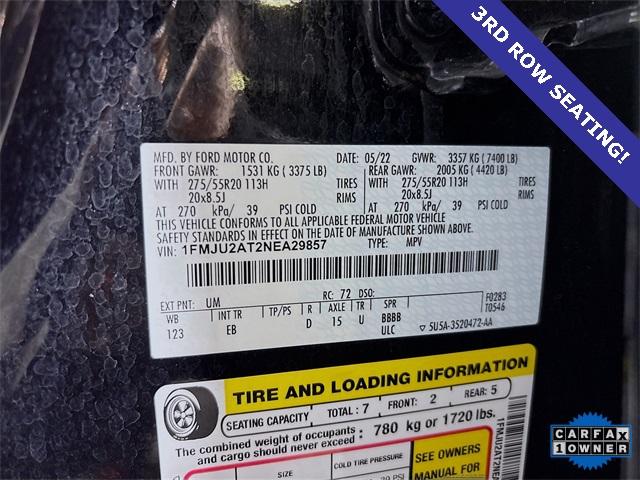 3RD ROW SEATING!
MFD. BY FORD MOTOR CO. DATE: 05/22 GVWR: 3357 KG (7400 LB)
FRONT GAWR: 1531 KG (3375 LB) REAR GAWR: 2005 KG (4420 LB)
WITH 275/55R20 113H TIRES WITH 275/55R20 113H TIRES
20x8.5J RIMS 20x8.5J RIMS
AT 270 kPa/ 39 PSI COLD AT 270 kPa/ 39 PSI COLD
THIS VEHICLE CONFORMS TO ALL APPLICABLE FEDERAL MOTOR VEHICLE
SAFETY STANDARDS IN EFFECT ON THE DATE OF MANUFACTURE SHOWN ABOVE.
VIN: 1FMJU2AT2NEA29857 TYPE: MPV
EXT PNT: UM RC: 72 DSO: F0283
WB INT TR TP/PS R AXLE TR SPR T0546
123 EB D 15 U BBBB
ULC ▽ 5U5A-3520472-AA
TIRE AND LOADING INFORMATION
SEATING CAPACITY TOTAL: 7 FRONT: 2 REAR: 5
The combined weight of occupants
and cargo should never exceed: 780 kg or 1720 lbs.
SIZE COLD TIRE PRESSURE SEE OWNERS
MANUAL FOR
1FMJU2AT2NEA
CARFAX
1 OWNER